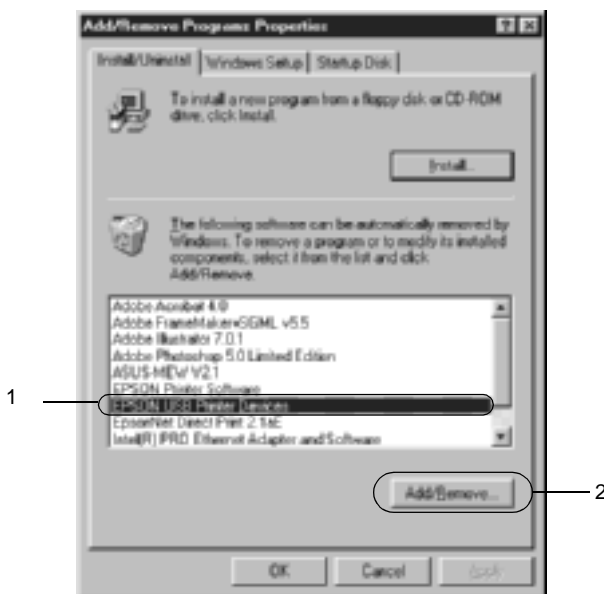 Add/Remove Programs Properties
Install/Uninstall Windows Setup Startup Disk
To install a new program from a floppy disk or CD-ROM
drive, click Install.
Install...
The following software can be automatically removed by
Windows. To remove a program or to modify its installed
components, select it from the list and click
Add/Remove.
Adobe Acrobat 4.0
Adobe FrameMaker+SGML v5.5
Adobe Illustrator 7.0.1
Adobe Photoshop 5.0 Limited Edition
ASUS-MEW V2.1
EPSON Printer Software
1
EPSON USB Printer Devices
EpsonNet Direct Print 2.16E
Intel(R) PRO Ethernet Adapter and Software
Add/Remove...
2
OK Cancel Apply